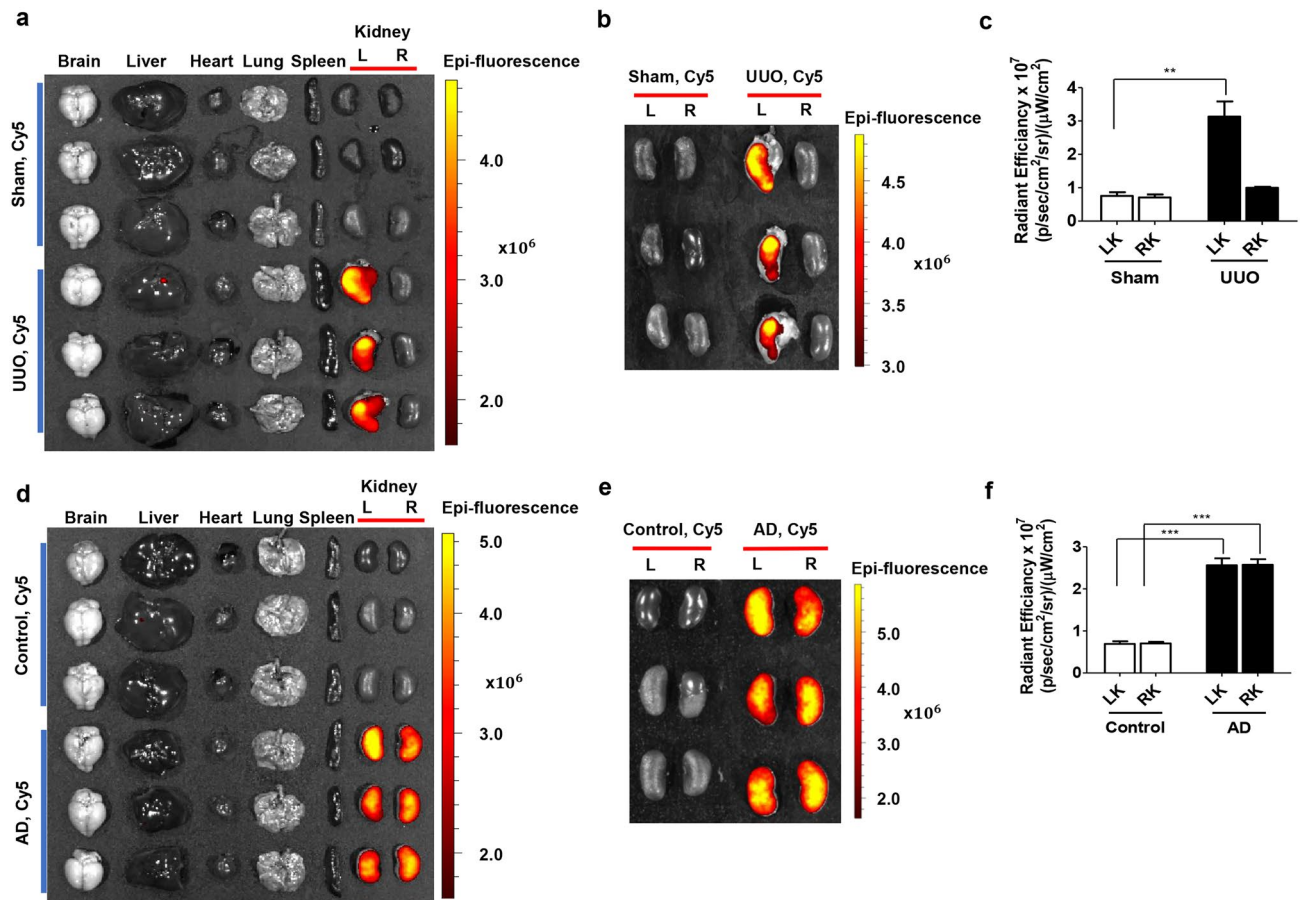 a
Kidney
Brain Liver Heart Lung Spleen L R Epi-fluorescence
Sham, Cy5
UUO, Cy5
4.0
x10⁶
3.0
2.0
b
Sham, Cy5 UUO, Cy5
L R L R
Epi-fluorescence
4.5
4.0
x10⁶
3.5
3.0
c
Radiant Efficiancy x 10⁷
(p/sec/cm²/sr)/(µW/cm²)
4
3
2
1
0
**
LK RK LK RK
Sham UUO
d
Kidney
Brain Liver Heart Lung Spleen L R Epi-fluorescence
Control, Cy5
AD, Cy5
5.0
4.0
x10⁶
3.0
2.0
e
Control, Cy5 AD, Cy5
L R L R
Epi-fluorescence
5.0
4.0
x10⁶
3.0
2.0
f
Radiant Efficiancy x 10⁷
(p/sec/cm²/sr)/(µW/cm²)
3
2
1
0
***
***
LK RK LK RK
Control AD